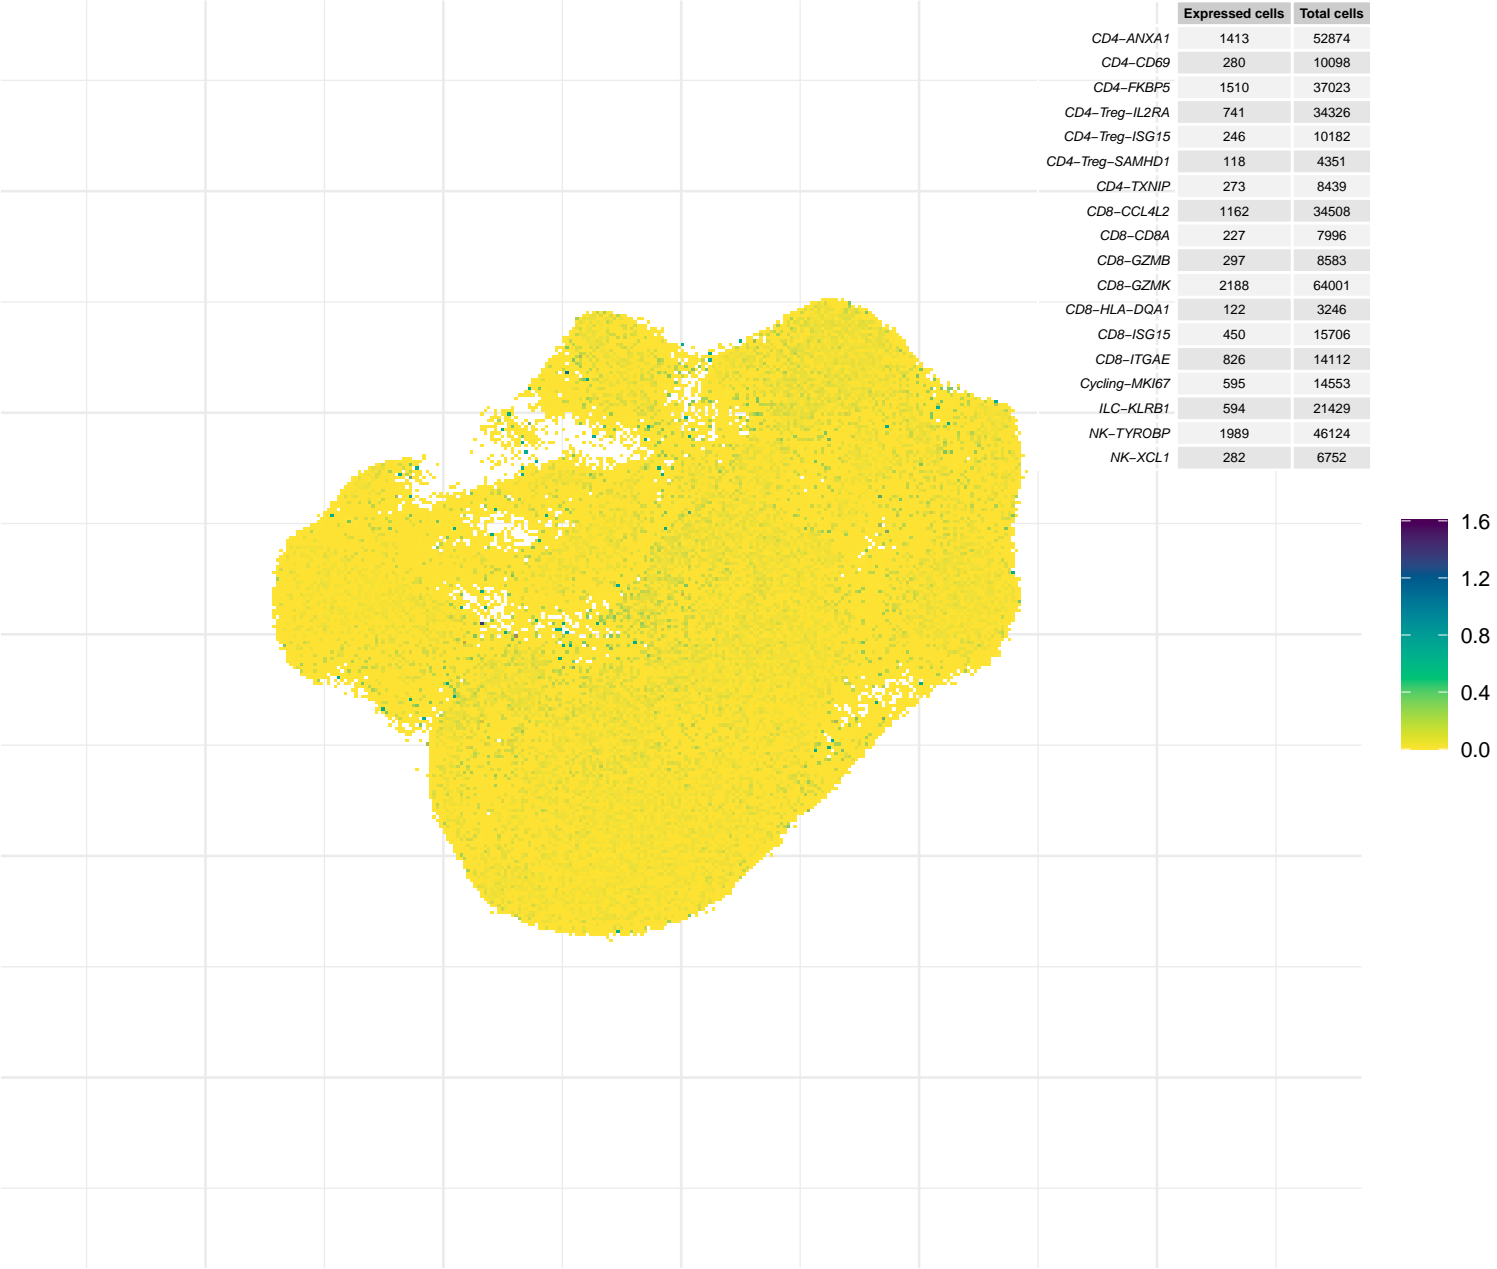 Expressed cells Total cells
CD4−ANXA1 1413 52874
CD4−CD69 280 10098
CD4−FKBP5 1510 37023
CD4−Treg−IL2RA 741 34326
CD4−Treg−ISG15 246 10182
CD4−Treg−SAMHD1 118 4351
CD4−TXNIP 273 8439
CD8−CCL4L2 1162 34508
CD8−CD8A 227 7996
CD8−GZMB 297 8583
CD8−GZMK 2188 64001
CD8−HLA−DQA1 122 3246
CD8−ISG15 450 15706
CD8−ITGAE 826 14112
Cycling−MKI67 595 14553
ILC−KLRB1 594 21429
NK−TYROBP 1989 46124
NK−XCL1 282 6752
1.6
1.2
0.8
0.4
0.0